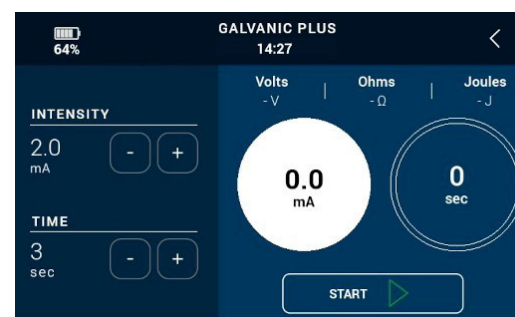 GALVANIC PLUS
64%
14:27
INTENSITY
2.0
mA
-
+
TIME
3
sec
-
+
Volts
- V
Ohms
- Ω
Joules
- J
0.0
mA
0
sec
START